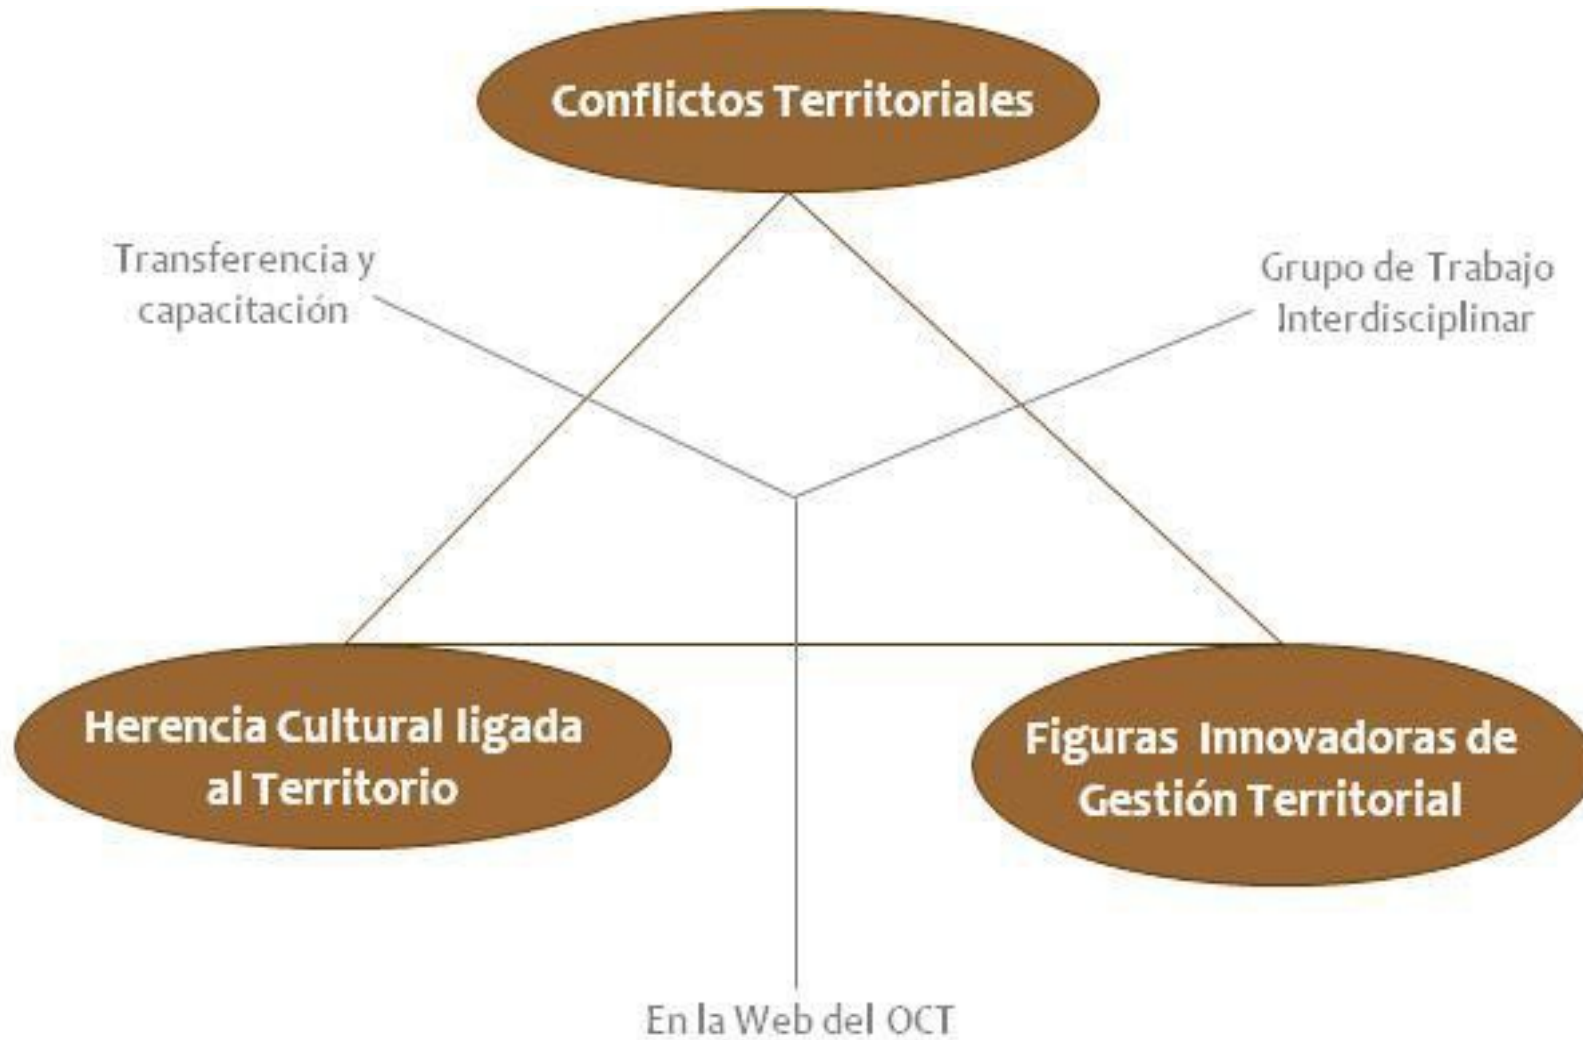 Conflictos Territoriales
Transferencia y
capacitación
Grupo de Trabajo
Interdisciplinar
Herencia Cultural ligada
al Territorio
Figuras Innovadoras de
Gestión Territorial
En la Web del OCT